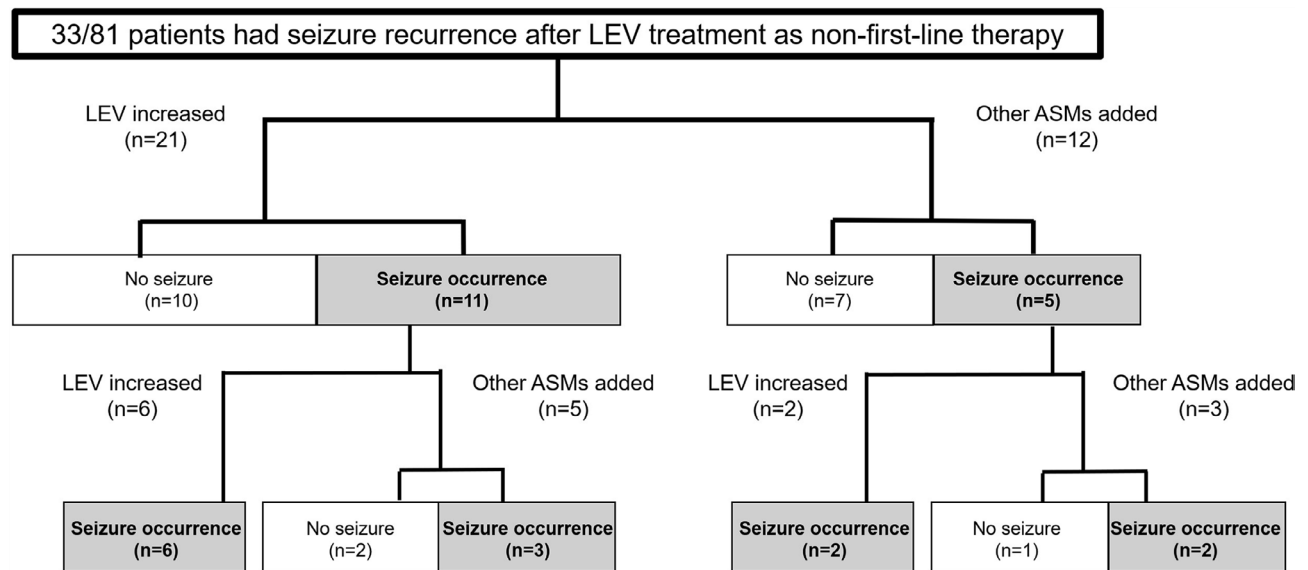 33/81 patients had seizure recurrence after LEV treatment as non-first-line therapy
LEV increased
(n=21)
Other ASMs added
(n=12)
No seizure
(n=10)
Seizure occurrence
(n=11)
No seizure
(n=7)
Seizure occurrence
(n=5)
LEV increased
(n=6)
Other ASMs added
(n=5)
LEV increased
(n=2)
Other ASMs added
(n=3)
Seizure occurrence
(n=6)
No seizure
(n=2)
Seizure occurrence
(n=3)
Seizure occurrence
(n=2)
No seizure
(n=1)
Seizure occurrence
(n=2)